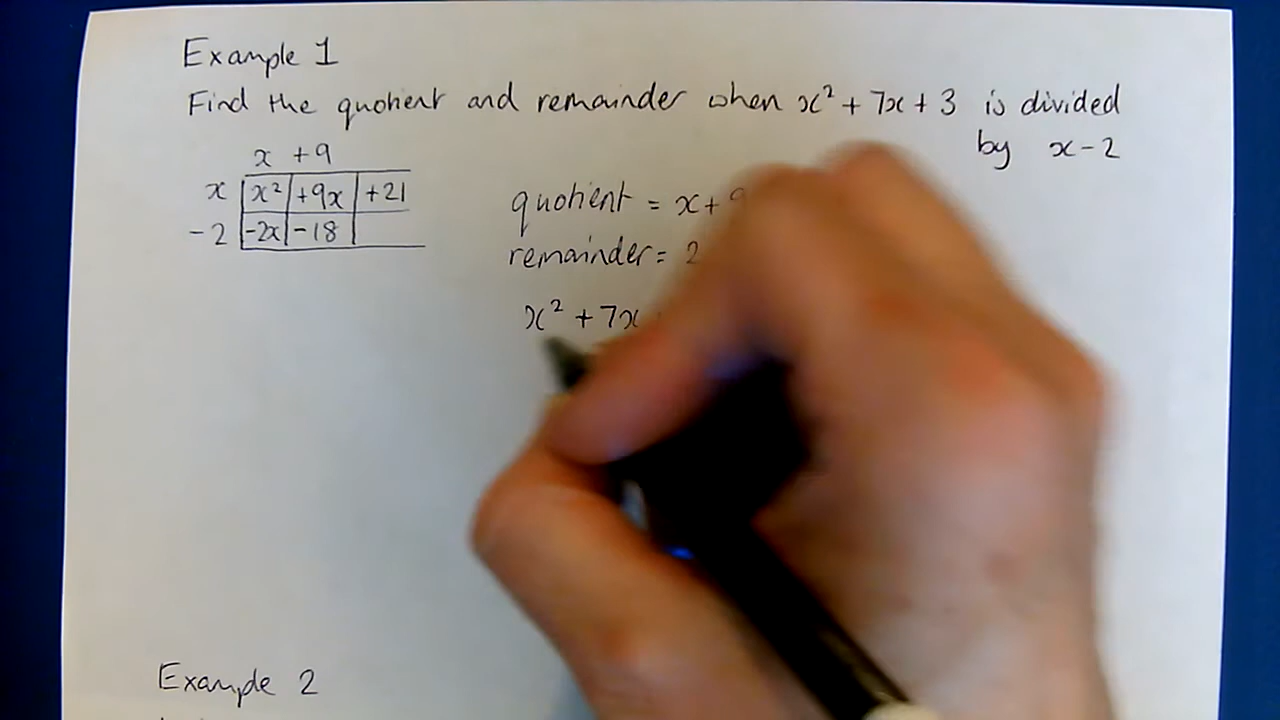 Example 1
Find the quotient and remainder when x² + 7x + 3 is divided
by x - 2
x +9
x x² +9x +21
-2 -2x -18
quotient = x + 9
remainder = 2
x² + 7x
Example 2